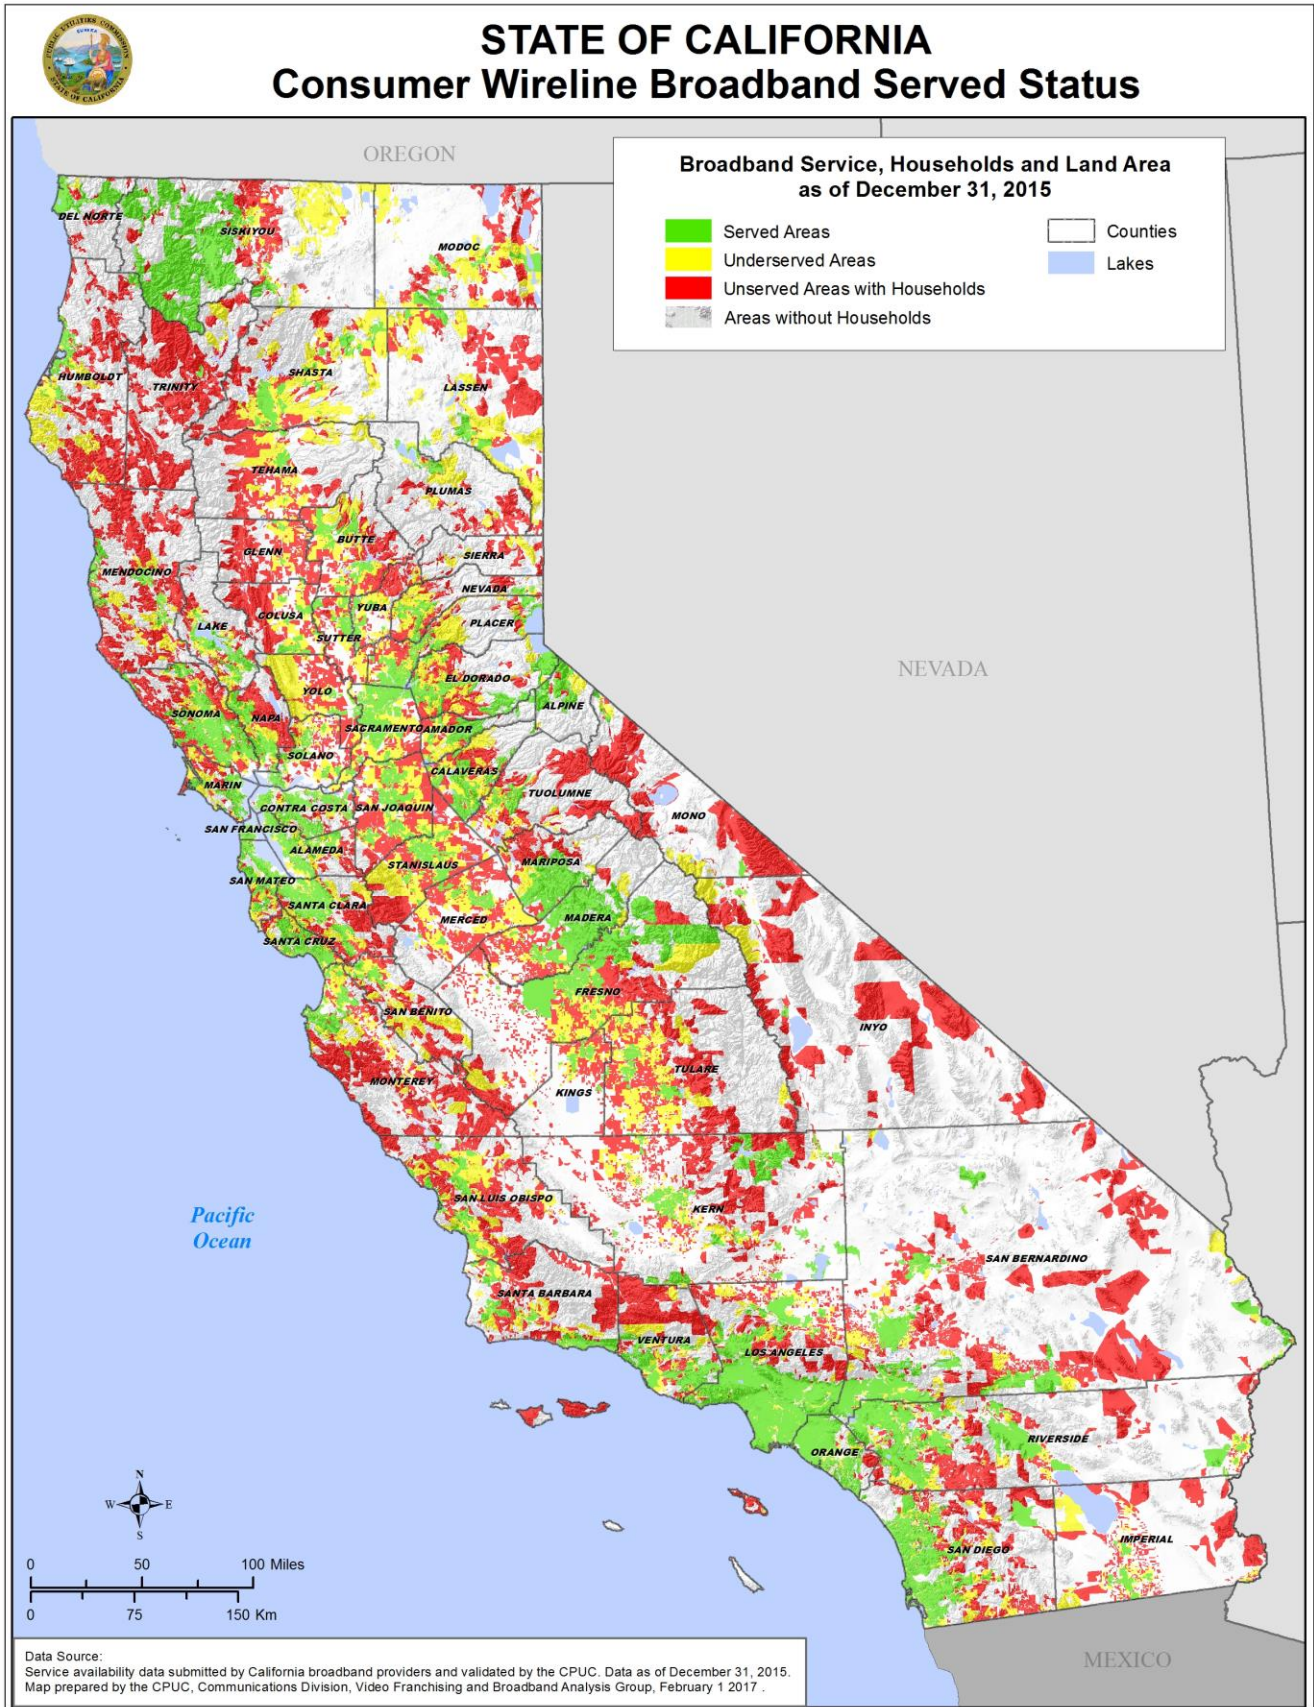 STATE OF CALIFORNIA
Consumer Wireline Broadband Served Status
PUBLIC UTILITIES COMMISSION
EUREKA
STATE OF CALIFORNIA
OREGON
Broadband Service, Households and Land Area
as of December 31, 2015
Served Areas
Underserved Areas
Unserved Areas with Households
Areas without Households
Counties
Lakes
DEL NORTE
SISKIYOU
MODOC
HUMBOLDT
TRINITY
SHASTA
LASSEN
TEHAMA
PLUMAS
BUTTE
GLENN
SIERRA
MENDOCINO
NEVADA
COLUSA
YUBA
LAKE
PLACER
SUTTER
NEVADA
EL DORADO
YOLO
ALPINE
SONOMA
NAPA
SACRAMENTO
AMADOR
SOLANO
CALAVERAS
MARIN
TUOLUMNE
CONTRA COSTA
SAN JOAQUIN
MONO
SAN FRANCISCO
ALAMEDA
STANISLAUS
MARIPOSA
SAN MATEO
SANTA CLARA
MERCED
MADERA
SANTA CRUZ
FRESNO
SAN BENITO
INYO
TULARE
MONTEREY
KINGS
SAN LUIS OBISPO
KERN
Pacific
Ocean
SAN BERNARDINO
SANTA BARBARA
VENTURA
LOS ANGELES
RIVERSIDE
ORANGE
SAN DIEGO
IMPERIAL
N
W
E
S
0 50 100 Miles
0 75 150 Km
MEXICO
Data Source:
Service availability data submitted by California broadband providers and validated by the CPUC. Data as of December 31, 2015.
Map prepared by the CPUC, Communications Division, Video Franchising and Broadband Analysis Group, February 1 2017 .